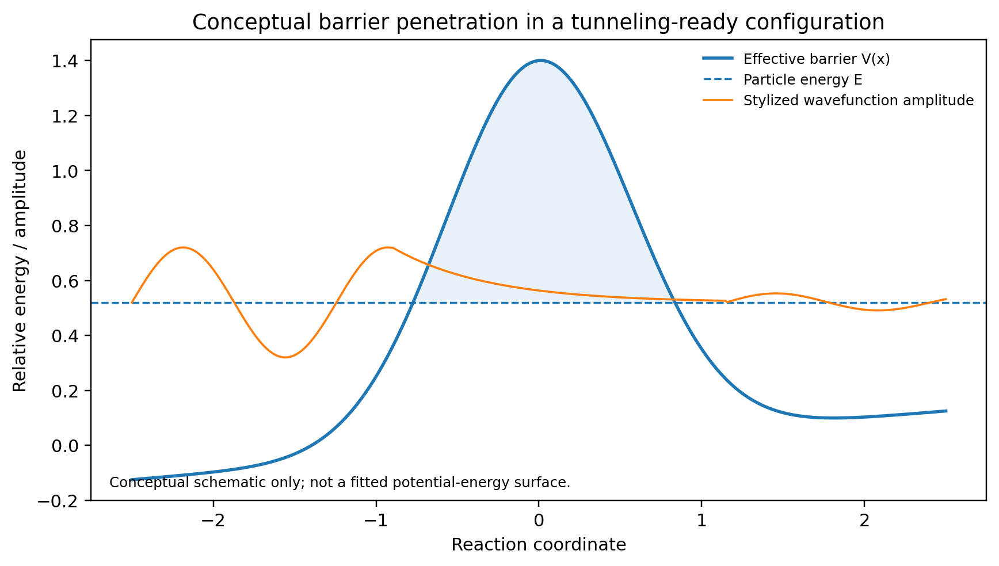 Conceptual barrier penetration in a tunneling-ready configuration
Effective barrier V(x)
Particle energy E
Stylized wavefunction amplitude
Relative energy / amplitude
1.4
1.2
1.0
0.8
0.6
0.4
0.2
0.0
−0.2
Conceptual schematic only; not a fitted potential-energy surface.
−2
−1
0
1
2
Reaction coordinate